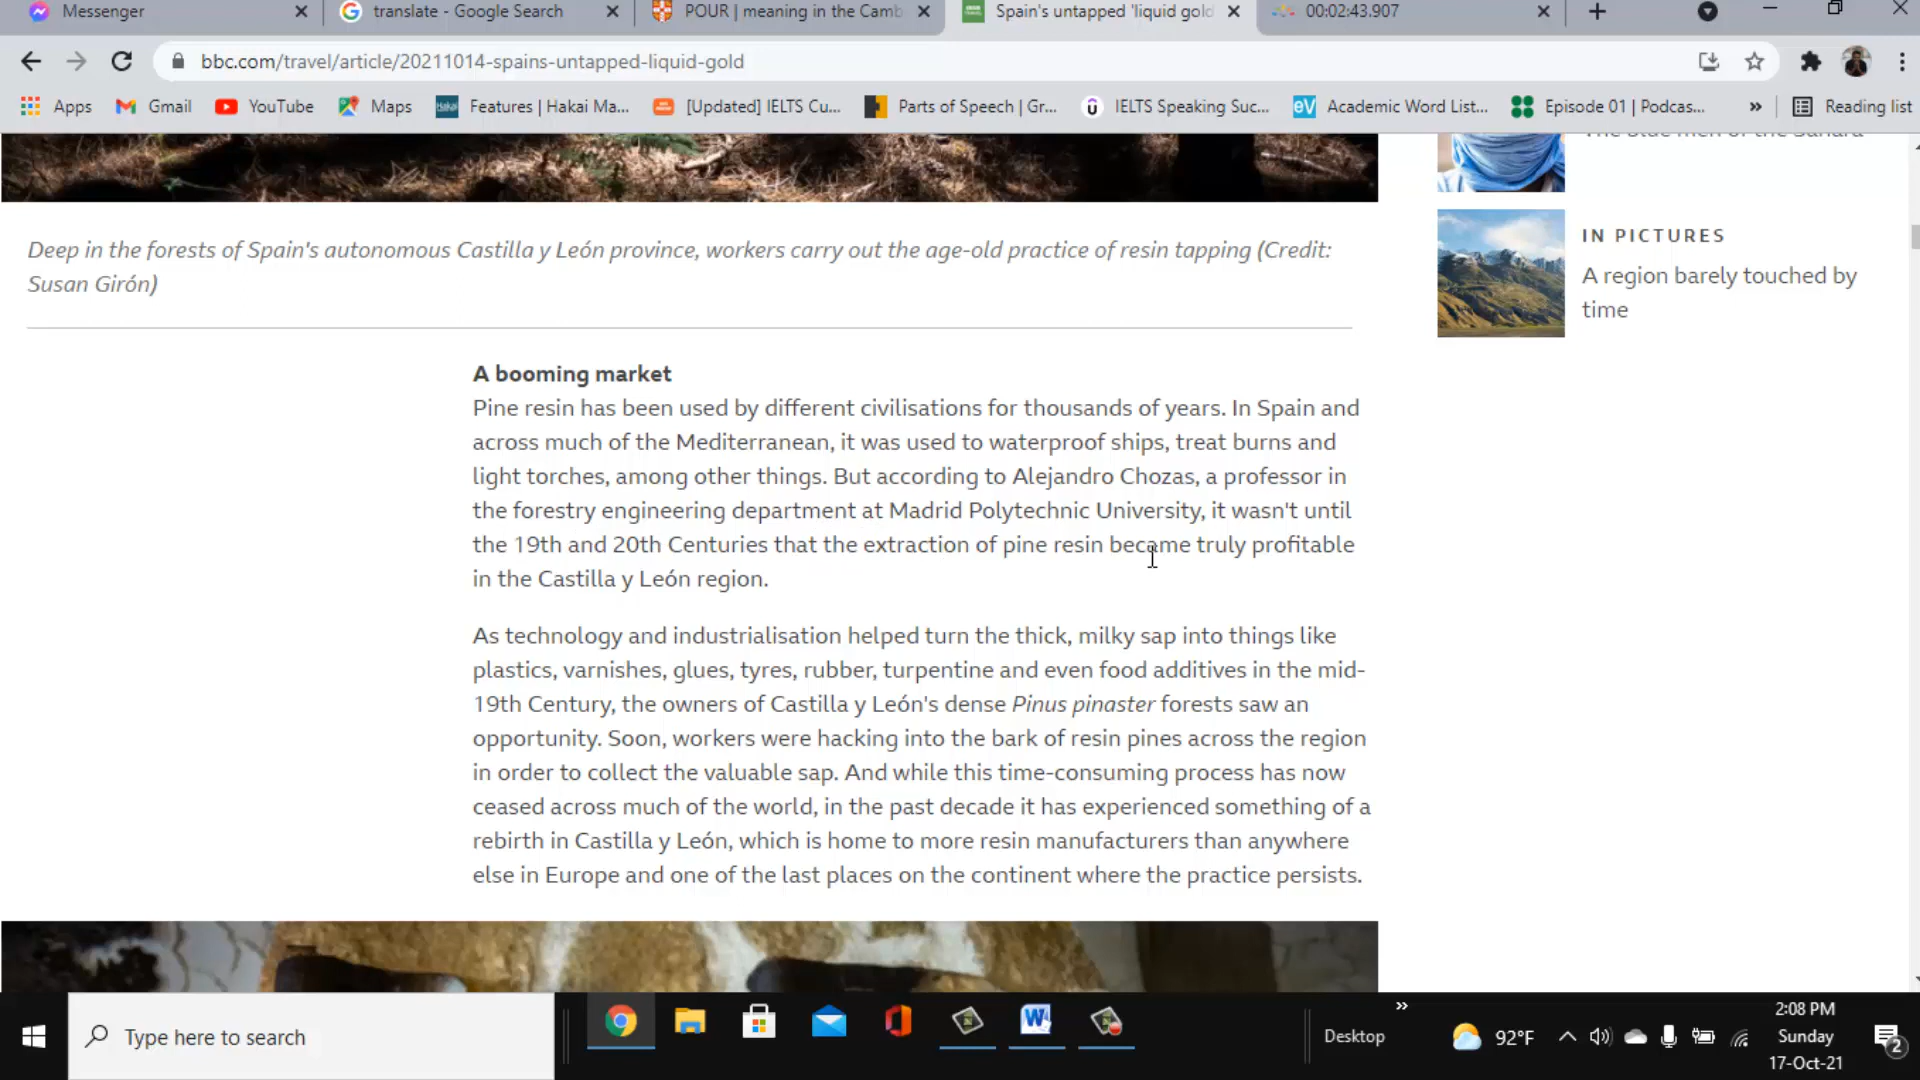 Messenger
translate - Google Search
POUR | meaning in the Camb
Spain's untapped 'liquid gold
00:02:43.907
bbc.com/travel/article/20211014-spains-untapped-liquid-gold
Apps
Gmail
YouTube
Maps
Hakai
Features | Hakai Ma...
[Updated] IELTS Cu...
Parts of Speech | Gr...
IELTS Speaking Suc...
eV
Academic Word List...
Episode 01 | Podcas...
»
Reading list
The blue men of the Sahara
Deep in the forests of Spain's autonomous Castilla y León province, workers carry out the age-old practice of resin tapping (Credit:
Susan Girón)
IN PICTURES
A region barely touched by
time
A booming market
Pine resin has been used by different civilisations for thousands of years. In Spain and
across much of the Mediterranean, it was used to waterproof ships, treat burns and
light torches, among other things. But according to Alejandro Chozas, a professor in
the forestry engineering department at Madrid Polytechnic University, it wasn't until
the 19th and 20th Centuries that the extraction of pine resin became truly profitable
in the Castilla y León region.
As technology and industrialisation helped turn the thick, milky sap into things like
plastics, varnishes, glues, tyres, rubber, turpentine and even food additives in the mid-
19th Century, the owners of Castilla y León's dense Pinus pinaster forests saw an
opportunity. Soon, workers were hacking into the bark of resin pines across the region
in order to collect the valuable sap. And while this time-consuming process has now
ceased across much of the world, in the past decade it has experienced something of a
rebirth in Castilla y León, which is home to more resin manufacturers than anywhere
else in Europe and one of the last places on the continent where the practice persists.
Type here to search
Desktop
»
92°F
2:08 PM
Sunday
17-Oct-21
2